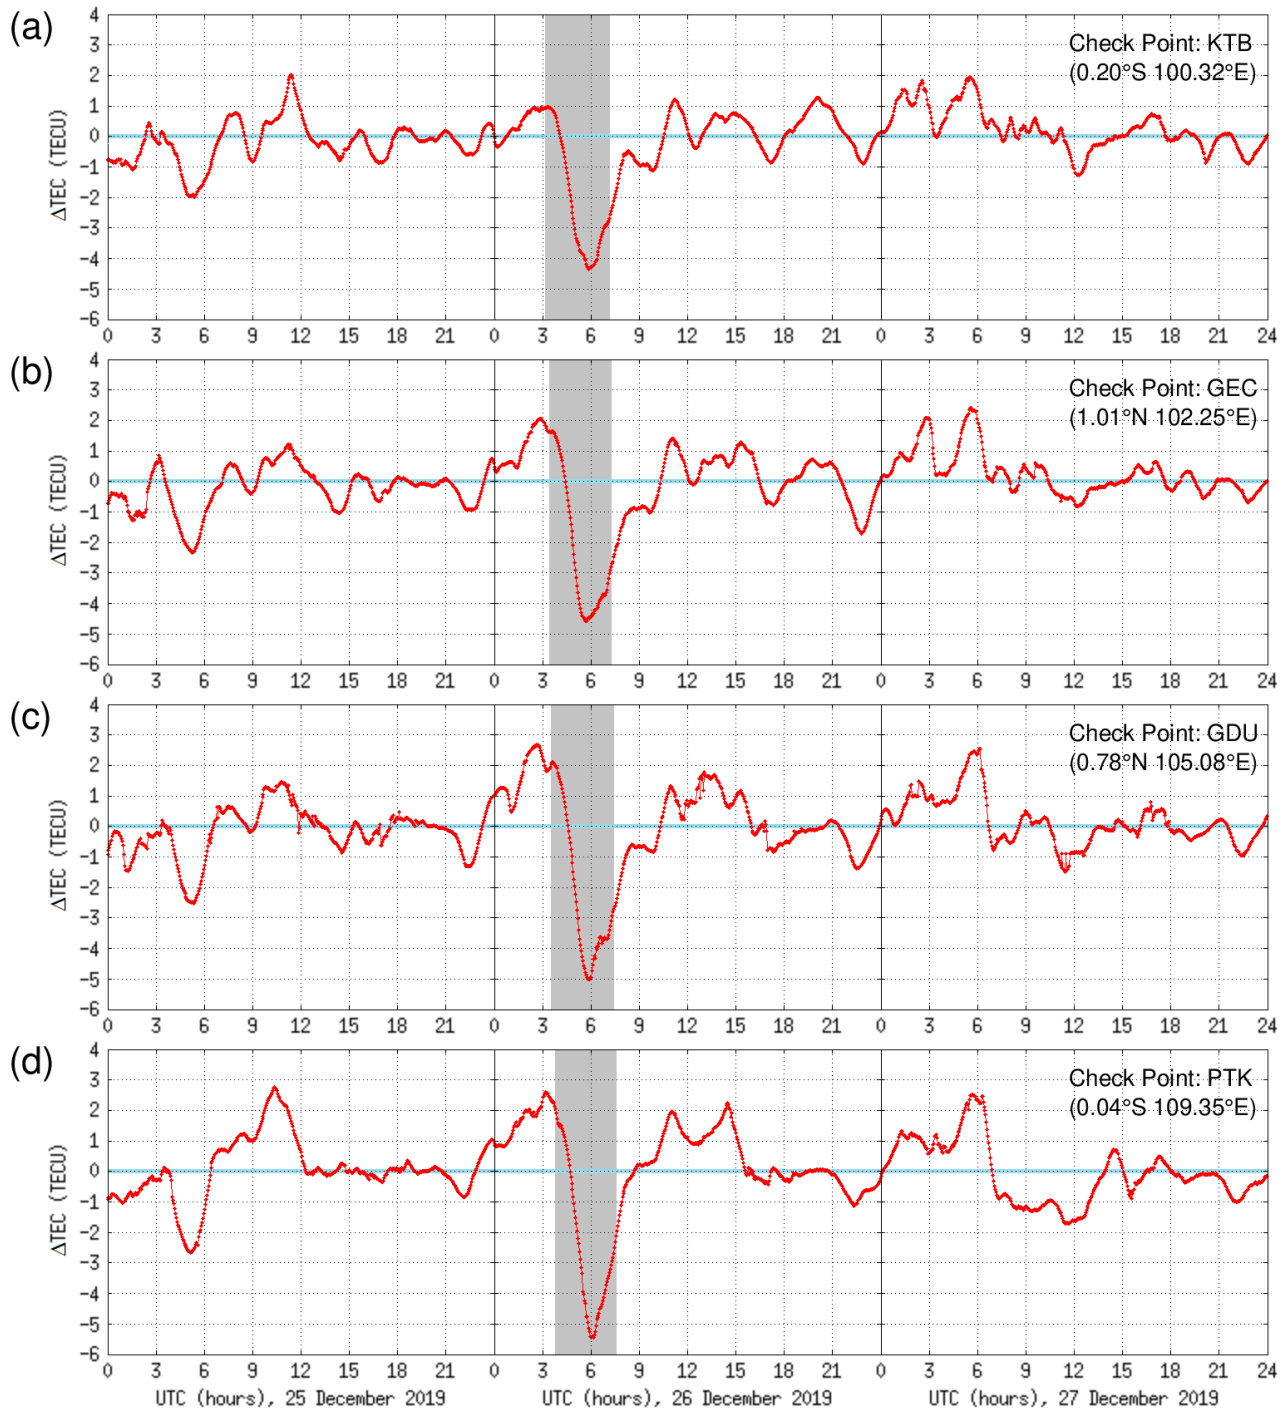 (a)
Check Point: KTB
(0.20°S 100.32°E)
ΔTEC (TECU)
4
3
2
1
0
-1
-2
-3
-4
-5
-6
0 3 6 9 12 15 18 21 0 3 6 9 12 15 18 21 0 3 6 9 12 15 18 21 24
(b)
Check Point: GEC
(1.01°N 102.25°E)
ΔTEC (TECU)
4
3
2
1
0
-1
-2
-3
-4
-5
-6
0 3 6 9 12 15 18 21 0 3 6 9 12 15 18 21 0 3 6 9 12 15 18 21 24
(c)
Check Point: GDU
(0.78°N 105.08°E)
ΔTEC (TECU)
4
3
2
1
0
-1
-2
-3
-4
-5
-6
0 3 6 9 12 15 18 21 0 3 6 9 12 15 18 21 0 3 6 9 12 15 18 21 24
(d)
Check Point: PTK
(0.04°S 109.35°E)
ΔTEC (TECU)
4
3
2
1
0
-1
-2
-3
-4
-5
-6
0 3 6 9 12 15 18 21 0 3 6 9 12 15 18 21 0 3 6 9 12 15 18 21 24
UTC (hours), 25 December 2019 UTC (hours), 26 December 2019 UTC (hours), 27 December 2019